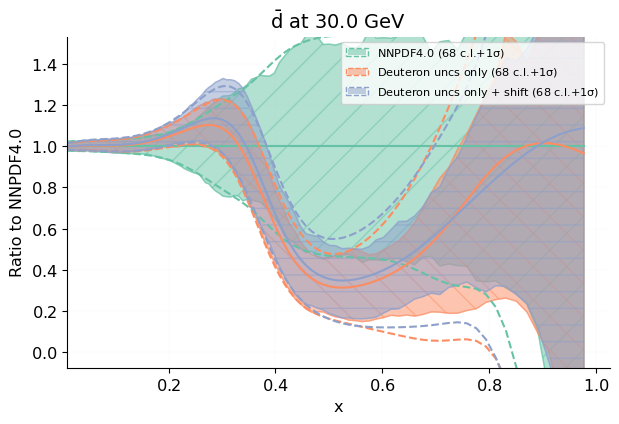 d̄ at 30.0 GeV
NNPDF4.0 (68 c.l.+1σ)
Deuteron uncs only (68 c.l.+1σ)
Deuteron uncs only + shift (68 c.l.+1σ)
Ratio to NNPDF4.0
1.4
1.2
1.0
0.8
0.6
0.4
0.2
0.0
0.2 0.4 0.6 0.8 1.0
x